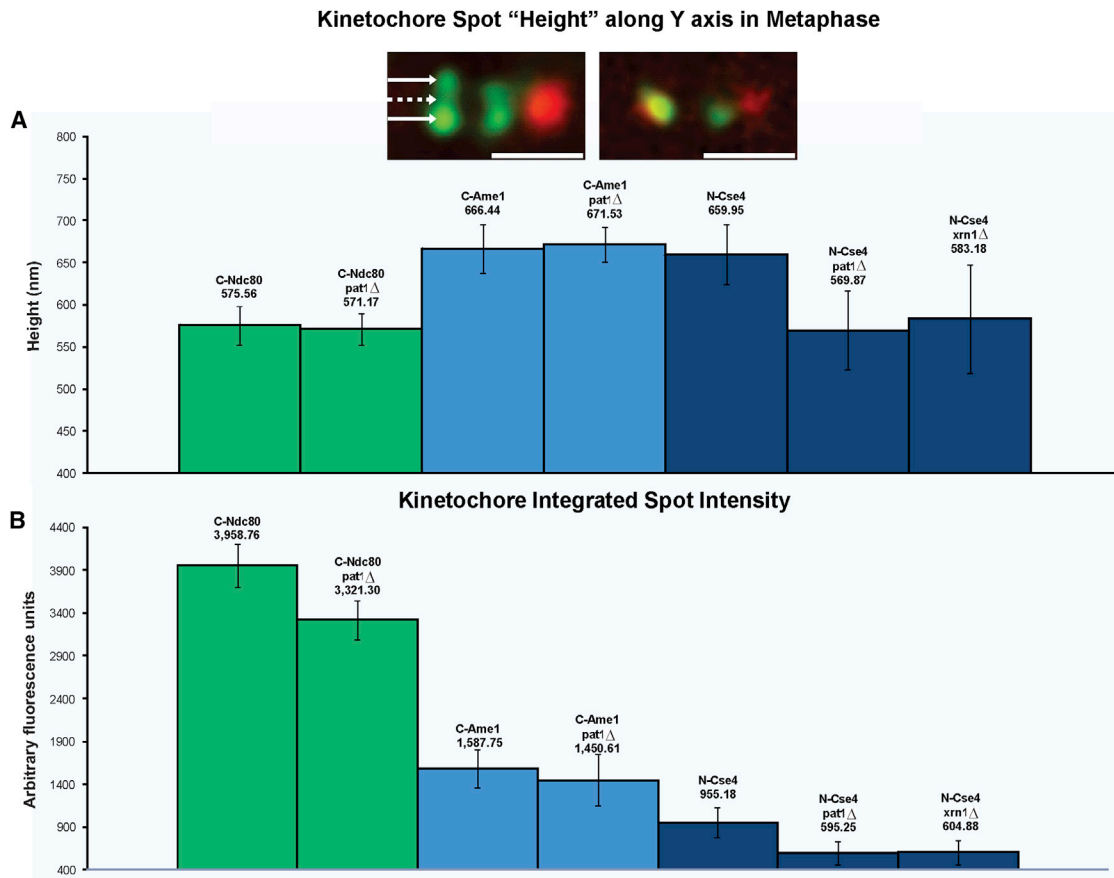 Kinetochore Spot “Height” along Y axis in Metaphase
A
800
750
700
650
600
550
500
450
400
Height (nm)
C-Ndc80
575.56
C-Ndc80
pat1Δ
571.17
C-Ame1
666.44
C-Ame1
pat1Δ
671.53
N-Cse4
659.95
N-Cse4
pat1Δ
569.87
N-Cse4
xrn1Δ
583.18
Kinetochore Integrated Spot Intensity
B
4400
3900
3400
2900
2400
1900
1400
900
400
Arbitrary fluorescence units
C-Ndc80
3,958.76
C-Ndc80
pat1Δ
3,321.30
C-Ame1
1,587.75
C-Ame1
pat1Δ
1,450.61
N-Cse4
955.18
N-Cse4
pat1Δ
595.25
N-Cse4
xrn1Δ
604.88